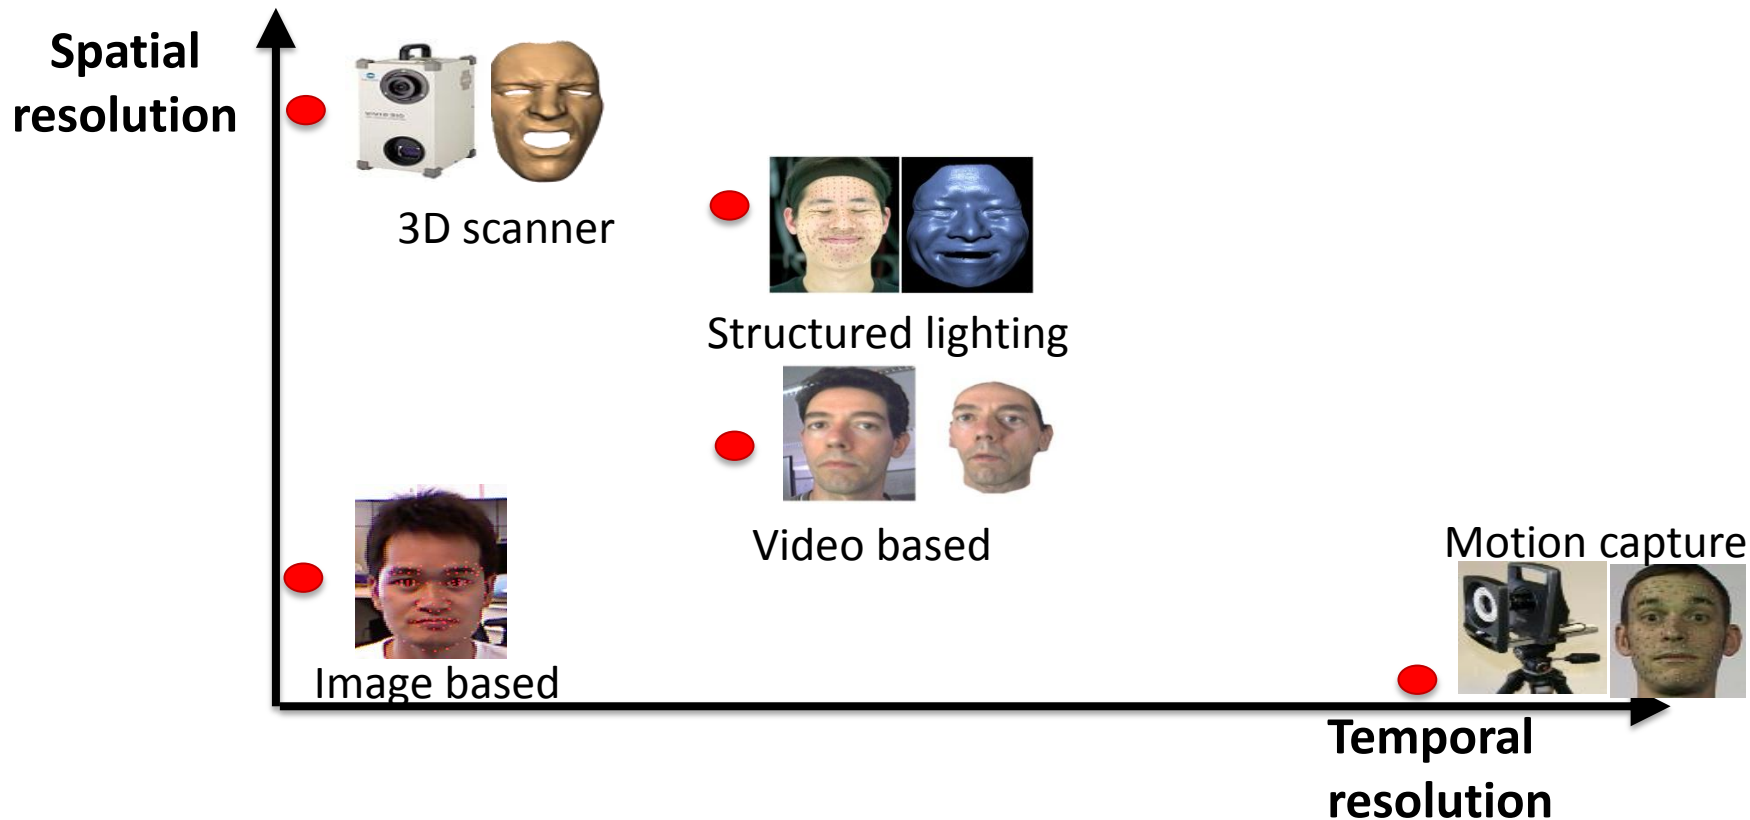 Spatial
resolution
3D scanner
Structured lighting
Video based
Image based
Motion capture
Temporal
resolution